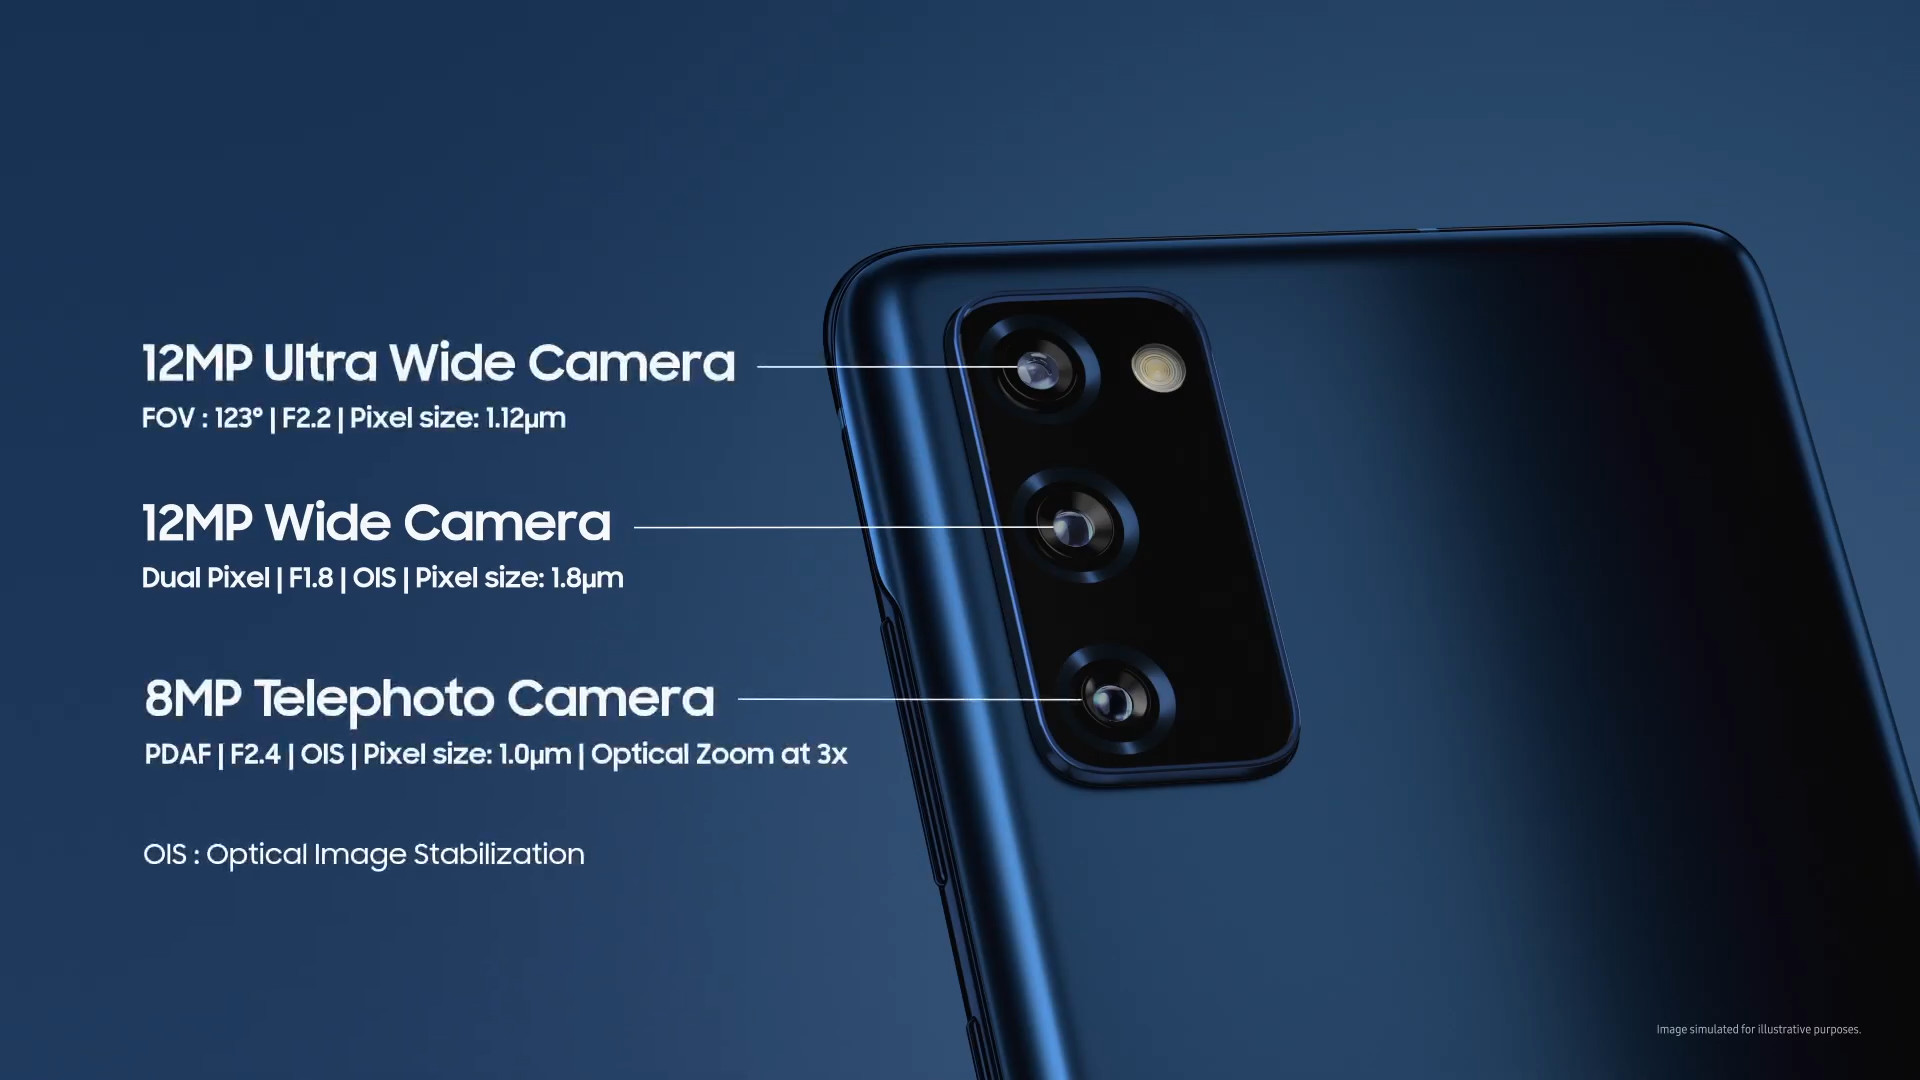 12MP Ultra Wide Camera
FOV : 123° | F2.2 | Pixel size: 1.12μm
12MP Wide Camera
Dual Pixel | F1.8 | OIS | Pixel size: 1.8μm
8MP Telephoto Camera
PDAF | F2.4 | OIS | Pixel size: 1.0μm | Optical Zoom at 3x
OIS : Optical Image Stabilization
Image simulated for illustrative purposes.